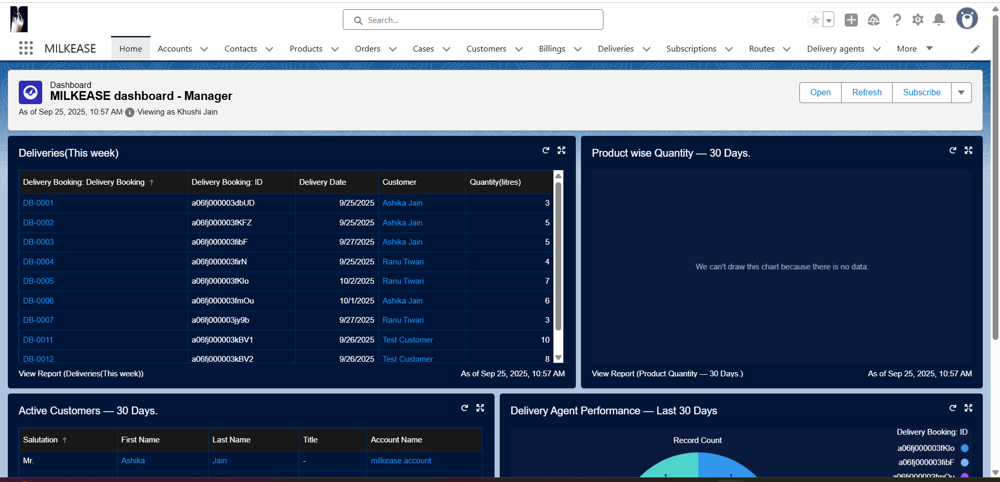 Search...
MILKEASE Home Accounts Contacts Products Orders Cases Customers Billings Deliveries Subscriptions Routes Delivery agents More
Dashboard
MILKEASE dashboard - Manager
As of Sep 25, 2025, 10:57 AM·Viewing as Khushi Jain
Open Refresh Subscribe
Deliveries(This week)
Delivery Booking: Delivery Booking ↑ Delivery Booking: ID Delivery Date Customer Quantity(litres)
DB-0001 a06fj000003dbUD 9/25/2025 Ashika Jain 3
DB-0002 a06fj000003fKFZ 9/25/2025 Ashika Jain 5
DB-0003 a06fj000003fibF 9/27/2025 Ashika Jain 5
DB-0004 a06fj000003firN 9/25/2025 Ranu Tiwari 4
DB-0005 a06fj000003fKIo 10/2/2025 Ranu Tiwari 7
DB-0006 a06fj000003fmOu 10/1/2025 Ashika Jain 6
DB-0007 a06fj000003jy9b 9/27/2025 Ranu Tiwari 3
DB-0011 a06fj000003kBV1 9/26/2025 Test Customer 10
DB-0012 a06fj000003kBV2 9/26/2025 Test Customer 8
View Report (Deliveries(This week)) As of Sep 25, 2025, 10:57 AM
Product wise Quantity — 30 Days.
We can't draw this chart because there is no data.
View Report (Product Quantity — 30 Days.) As of Sep 25, 2025, 10:57 AM
Active Customers — 30 Days.
Salutation ↑ First Name Last Name Title Account Name
Mr. Ashika Jain - milkease account
Delivery Agent Performance — Last 30 Days
Record Count
1 1
Delivery Booking: ID
a06fj000003fKIo
a06fj000003fibF
a06fj000003fmOu